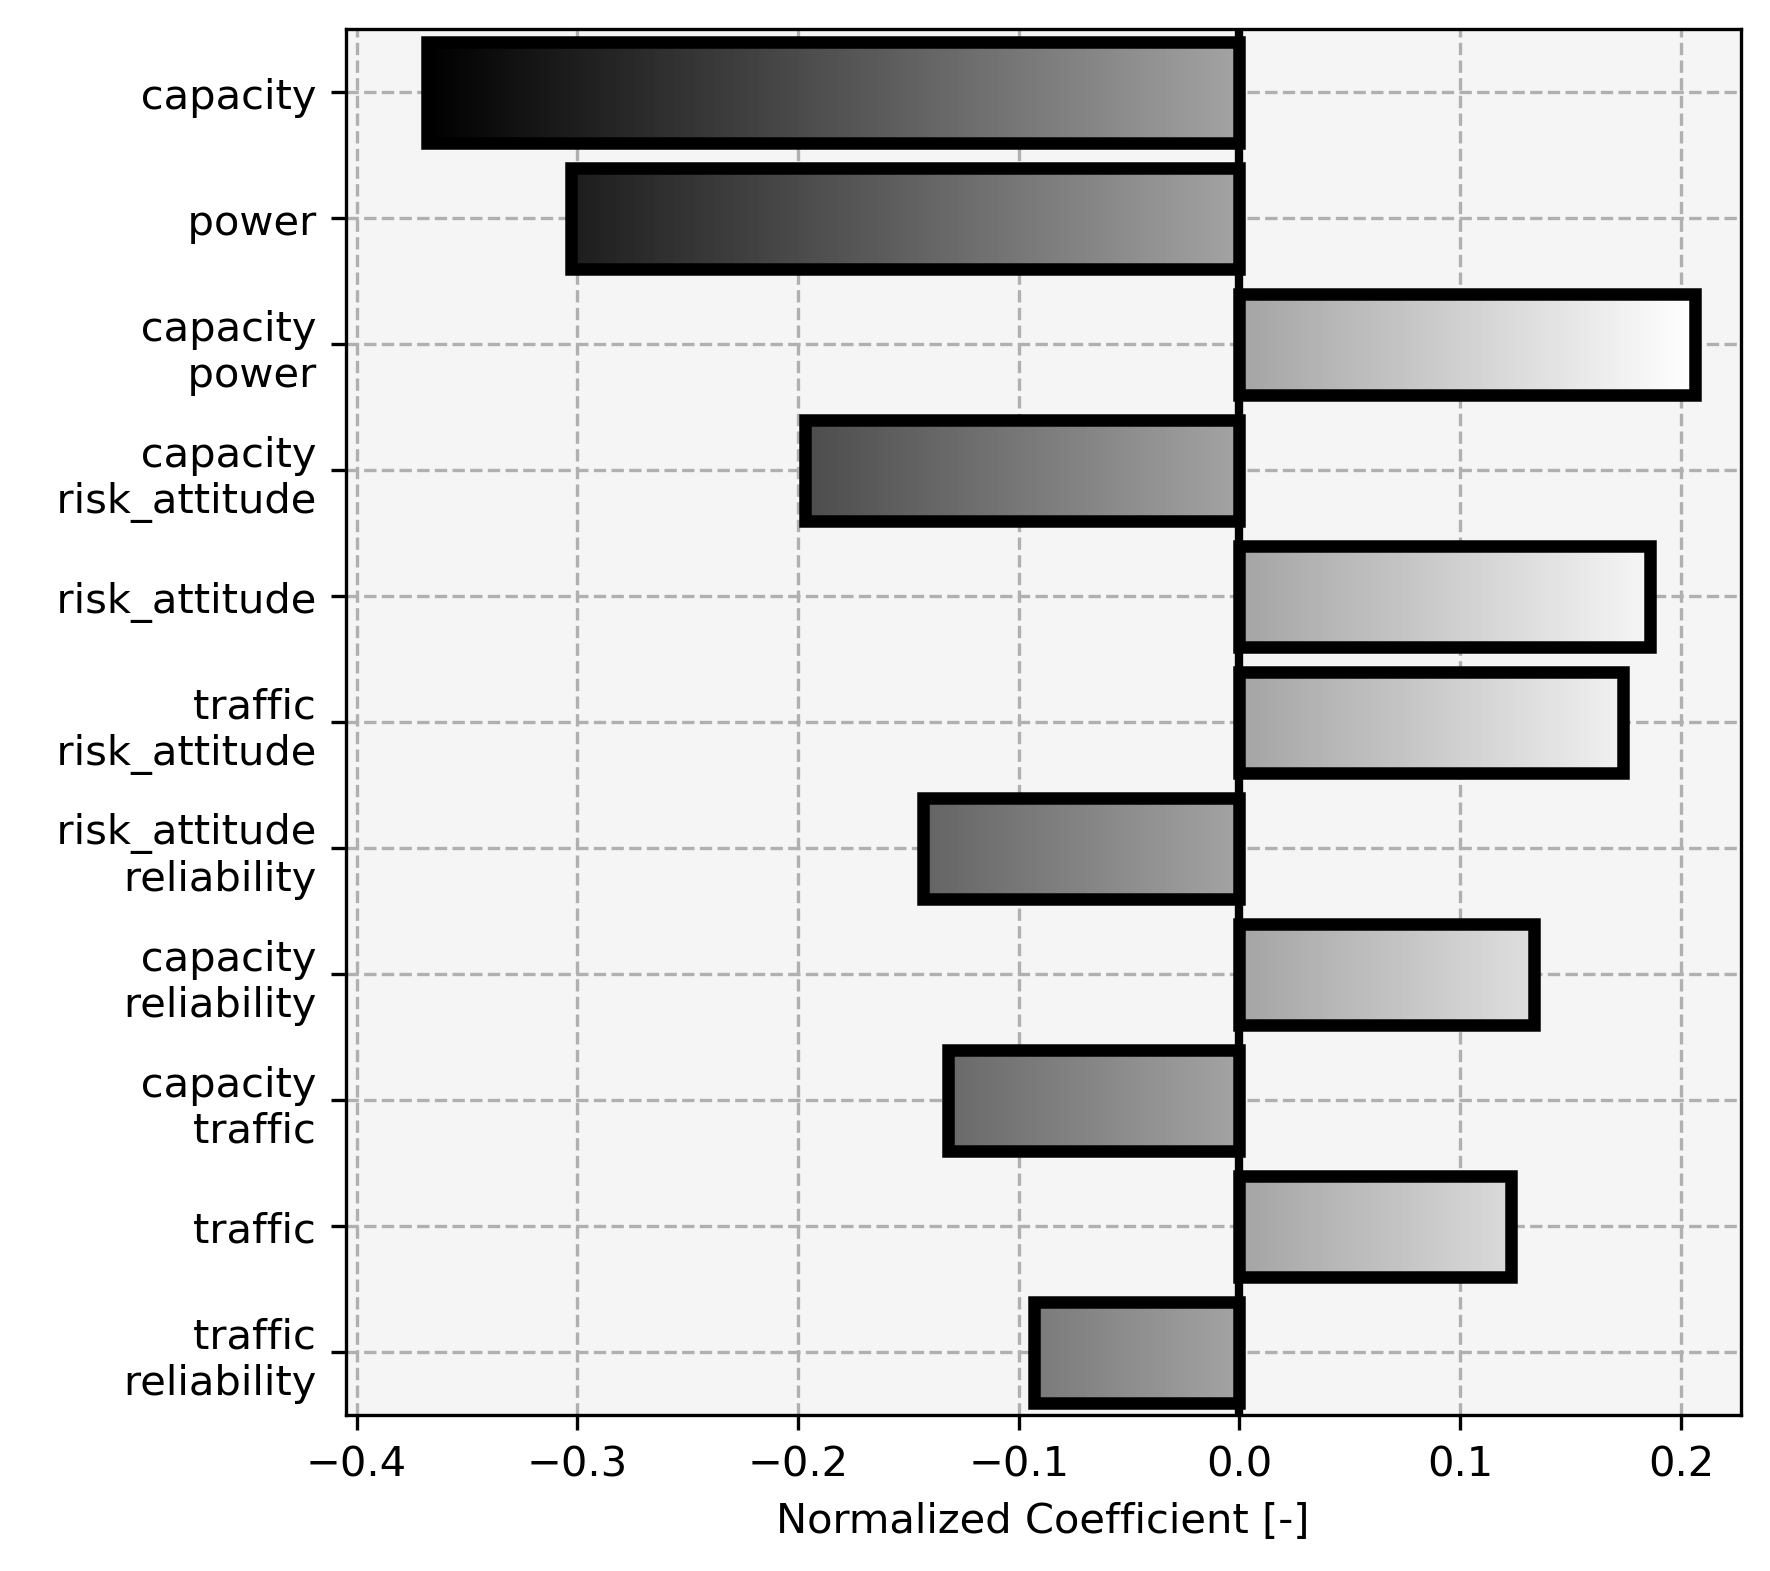 capacity
power
capacity
power
capacity
risk_attitude
risk_attitude
traffic
risk_attitude
risk_attitude
reliability
capacity
reliability
capacity
traffic
traffic
traffic
reliability
−0.4 −0.3 −0.2 −0.1 0.0 0.1 0.2
Normalized Coefficient [-]